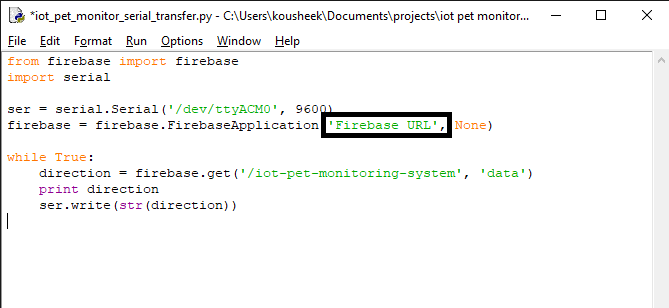 *iot_pet_monitor_serial_transfer.py - C:\Users\kousheek\Documents\projects\iot pet monitor...
File Edit Format Run Options Window Help
from firebase import firebase
import serial
ser = serial.Serial('/dev/ttyACM0', 9600)
firebase = firebase.FirebaseApplication('Firebase URL', None)
while True:
    direction = firebase.get('/iot-pet-monitoring-system', 'data')
    print direction
    ser.write(str(direction))